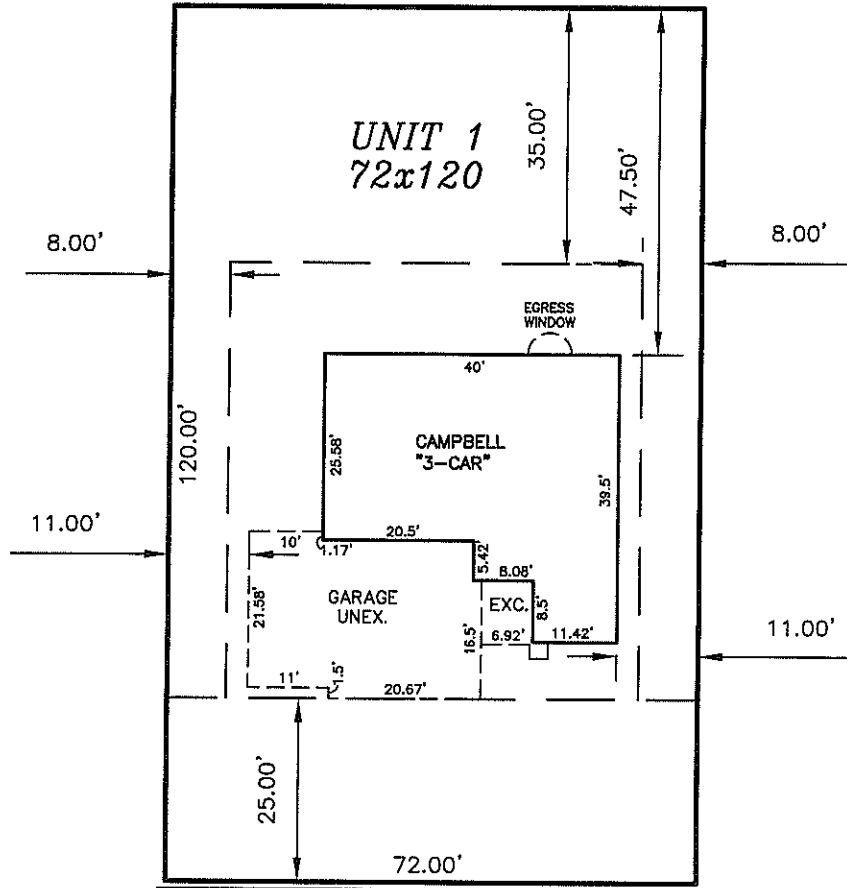 UNIT 1
72x120
35.00'
47.50'
8.00'
8.00'
EGRESS
WINDOW
40'
120.00'
25.58'
CAMPBELL
"3-CAR"
39.5'
11.00'
10'
1.17'
20.5'
5.42'
8.08'
21.58'
GARAGE
UNEX.
EXC.
8.5'
16.5'
6.92'
11.42'
11.00'
11'
1.5'
20.67'
25.00'
72.00'